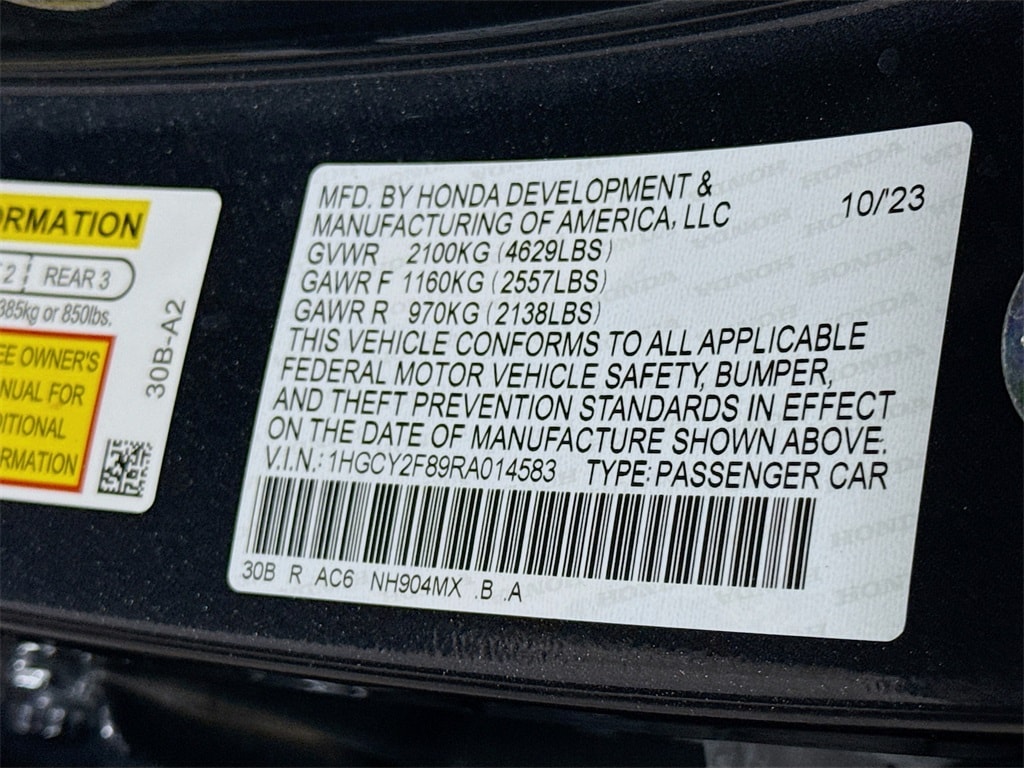 ORMATION
2 REAR 3
385kg or 850lbs.
EE OWNER'S
NUAL FOR
DITIONAL
RMATION
30B-A2
MFD. BY HONDA DEVELOPMENT &
MANUFACTURING OF AMERICA, LLC 10/'23
GVWR 2100KG (4629LBS)
GAWR F 1160KG (2557LBS)
GAWR R 970KG (2138LBS)
THIS VEHICLE CONFORMS TO ALL APPLICABLE
FEDERAL MOTOR VEHICLE SAFETY, BUMPER,
AND THEFT PREVENTION STANDARDS IN EFFECT
ON THE DATE OF MANUFACTURE SHOWN ABOVE.
V.I.N.: 1HGCY2F89RA014583 TYPE: PASSENGER CAR
30B R AC6 NH904MX .B .A